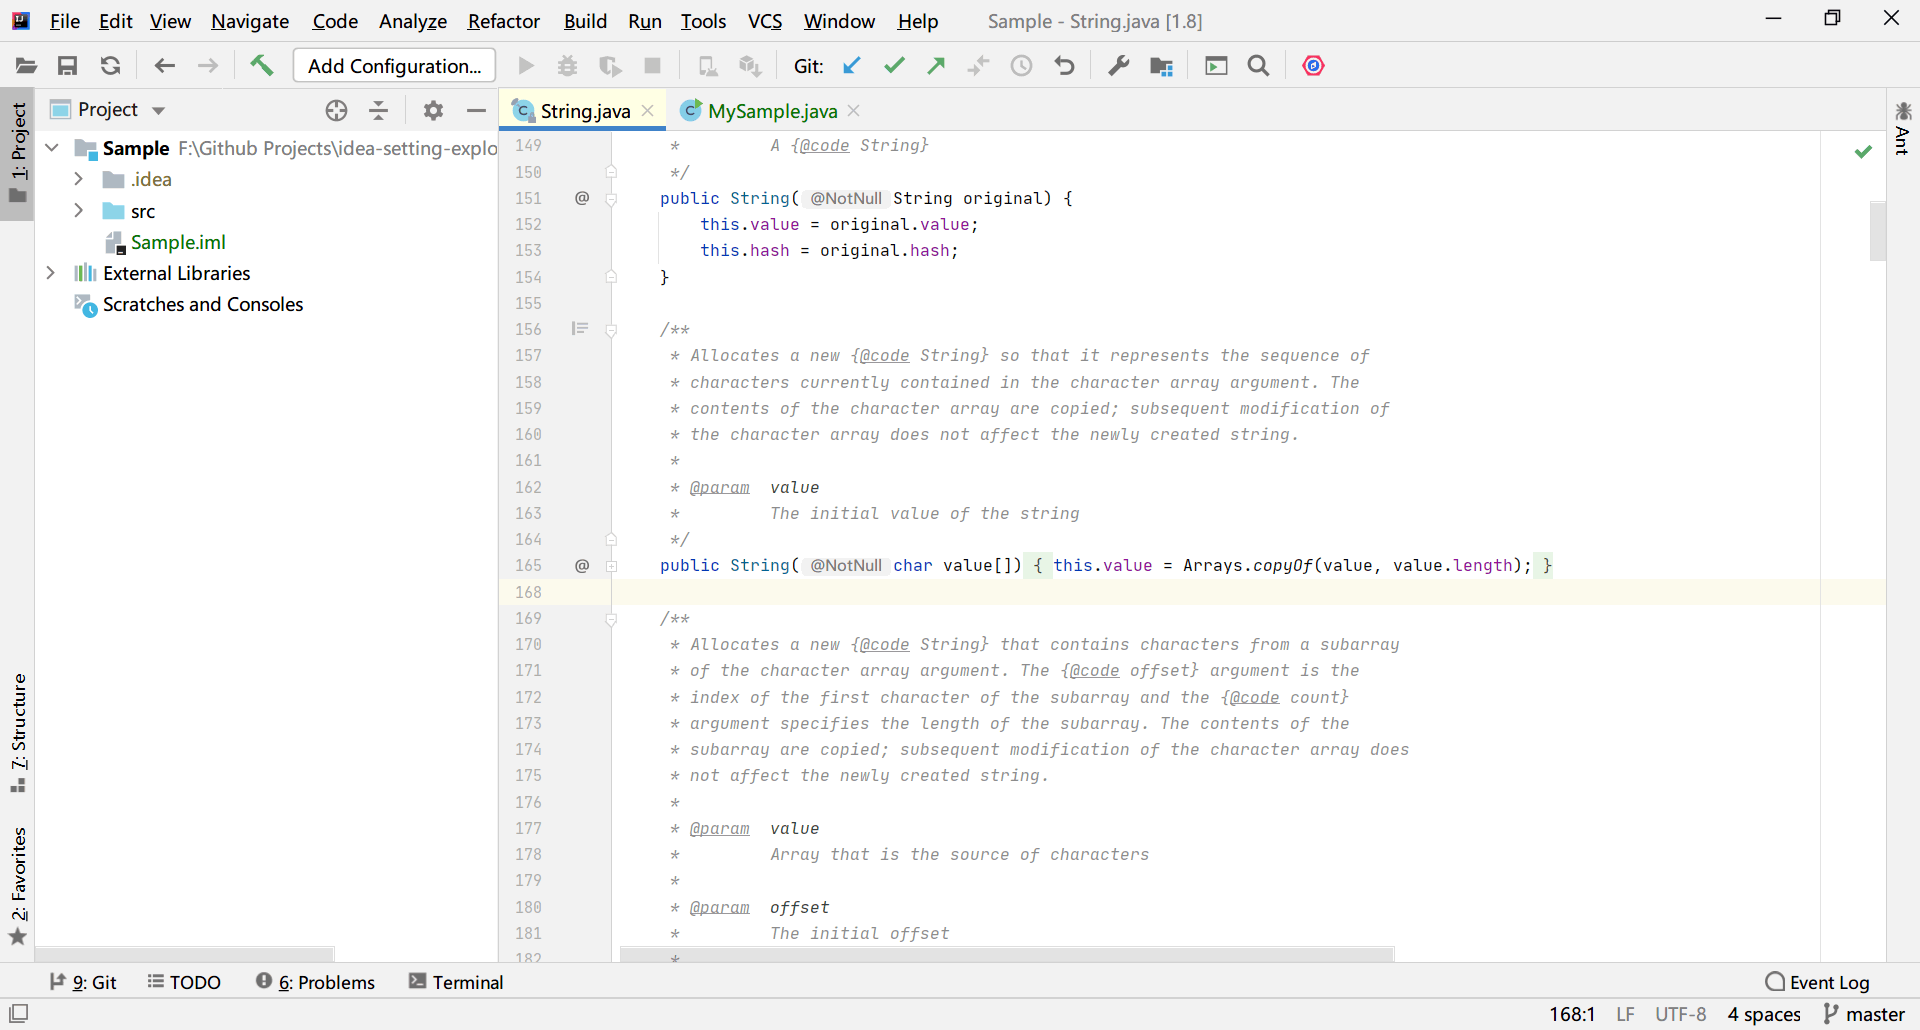 File Edit View Navigate Code Analyze Refactor Build Run Tools VCS Window Help Sample - String.java [1.8]
Add Configuration... Git:
1: Project
Project
String.java
MySample.java
Ant
Sample F:\Github Projects\idea-setting-explo
.idea
src
Sample.iml
External Libraries
Scratches and Consoles
7: Structure
2: Favorites
149 * A {@code String}
150 */
151 @ public String( @NotNull String original) {
152 this.value = original.value;
153 this.hash = original.hash;
154 }
155
156 /**
157 * Allocates a new {@code String} so that it represents the sequence of
158 * characters currently contained in the character array argument. The
159 * contents of the character array are copied; subsequent modification of
160 * the character array does not affect the newly created string.
161 *
162 * @param value
163 * The initial value of the string
164 */
165 @ public String( @NotNull char value[]) { this.value = Arrays.copyOf(value, value.length); }
168
169 /**
170 * Allocates a new {@code String} that contains characters from a subarray
171 * of the character array argument. The {@code offset} argument is the
172 * index of the first character of the subarray and the {@code count}
173 * argument specifies the length of the subarray. The contents of the
174 * subarray are copied; subsequent modification of the character array does
175 * not affect the newly created string.
176 *
177 * @param value
178 * Array that is the source of characters
179 *
180 * @param offset
181 * The initial offset
182 *
9: Git TODO 6: Problems Terminal Event Log
168:1 LF UTF-8 4 spaces master